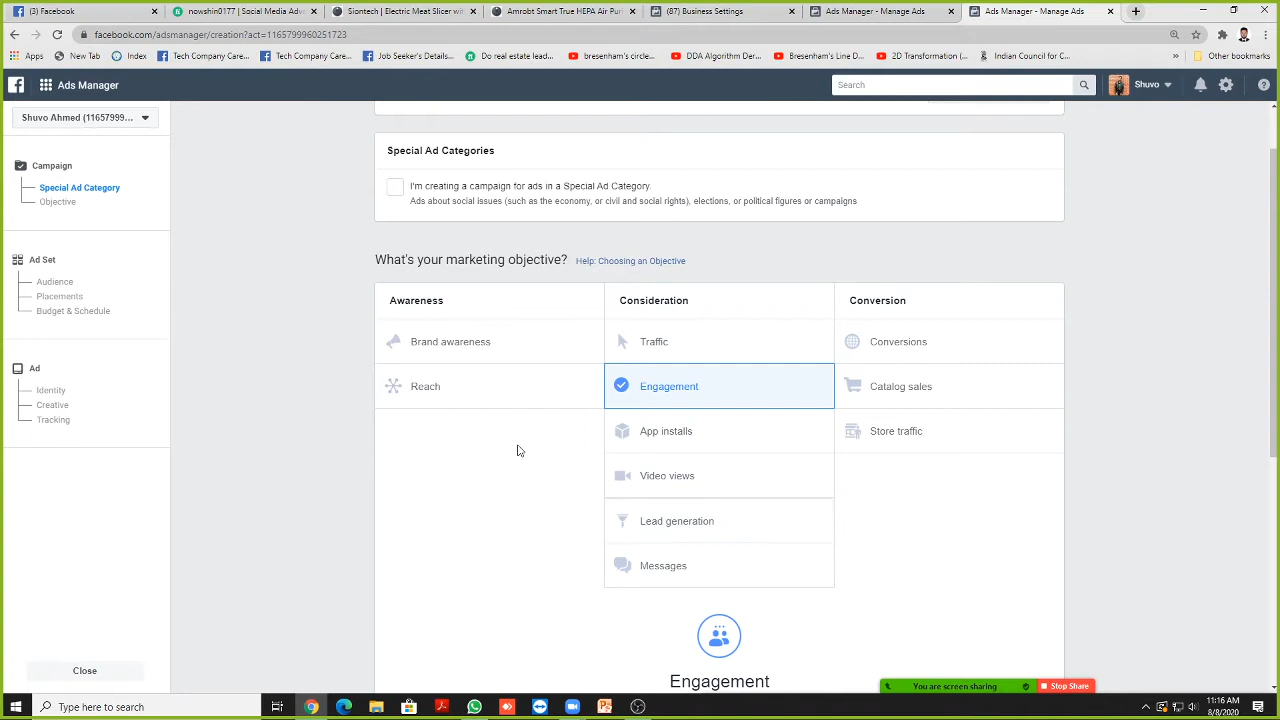 (1) Facebook
nowshin0177 | Social Media Adve
Siontech | Electric Meat Slicer wit
Amrobt Smart True HEPA Air Puri
(87) Business Settings
Ads Manager - Manage Ads
Ads Manager - Manage Ads
facebook.com/adsmanager/creation?act=1165799960251723
Apps
Up Work
Index
Tech Company Care...
Tech Company Care...
Job Seeker's Details...
Do real estate lead...
bresenham's circle...
DDA Algorithm Der...
Bresenham's Line D...
2D Transformation (...
Indian Council for C...
»
Other bookmarks
Ads Manager
Search
Shuvo
Shuvo Ahmed (11657999...
Campaign
Special Ad Category
Objective
Ad Set
Audience
Placements
Budget & Schedule
Ad
Identity
Creative
Tracking
Close
Special Ad Categories
I'm creating a campaign for ads in a Special Ad Category.
Ads about social issues (such as the economy, or civil and social rights), elections, or political figures or campaigns
What's your marketing objective? Help: Choosing an Objective
Awareness
Consideration
Conversion
Brand awareness
Traffic
Conversions
Reach
Engagement
Catalog sales
App installs
Store traffic
Video views
Lead generation
Messages
Engagement
You are screen sharing
Stop Share
Type here to search
11:16 AM
8/8/2020